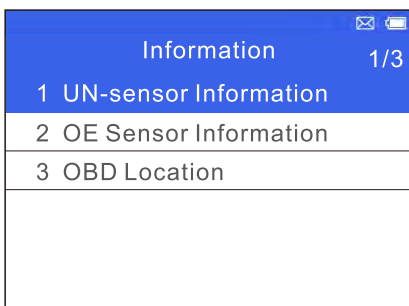 Information
1/3
1 UN-sensor Information
2 OE Sensor Information
3 OBD Location